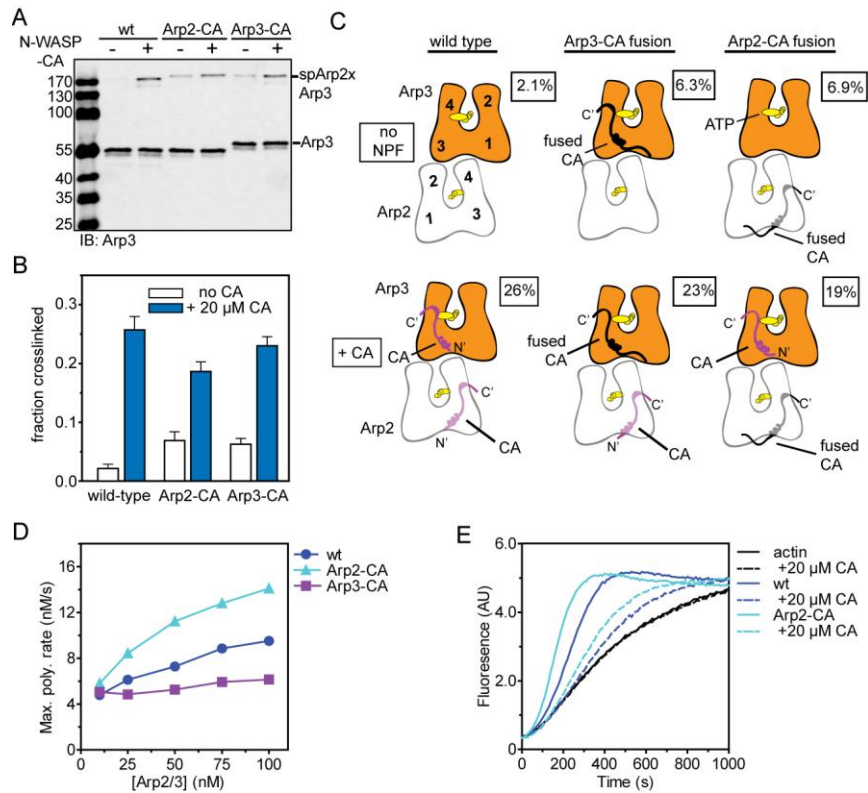 A
wt Arp2-CA Arp3-CA
N-WASP
-CA
- + - + - +
170
130
100
55
40
35
25
spArp2x
Arp3
Arp3
IB: Arp3
B
no CA
+ 20 µM CA
fraction crosslinked
0.3
0.2
0.1
0.0
wild-type Arp2-CA Arp3-CA
C
wild type Arp3-CA fusion Arp2-CA fusion
Arp3 2.1% 6.3% 6.9%
4 2
C' ATP
no
NPF
3 1
fused
CA
2 4
Arp2
1 3
C'
fused
CA
Arp3 26% 23% 19%
C' C' C'
+ CA
CA N'
fused
CA
CA N'
Arp2
C' C' C'
N' CA
N' CA
fused
CA
D
Max. poly. rate (nM/s)
16
12
8
4
0
0 25 50 75 100
[Arp2/3] (nM)
wt
Arp2-CA
Arp3-CA
E
Fluoresence (AU)
6.0
4.0
2.0
0
0 200 400 600 800 1000
Time (s)
actin
+20 µM CA
wt
+20 µM CA
Arp2-CA
+20 µM CA